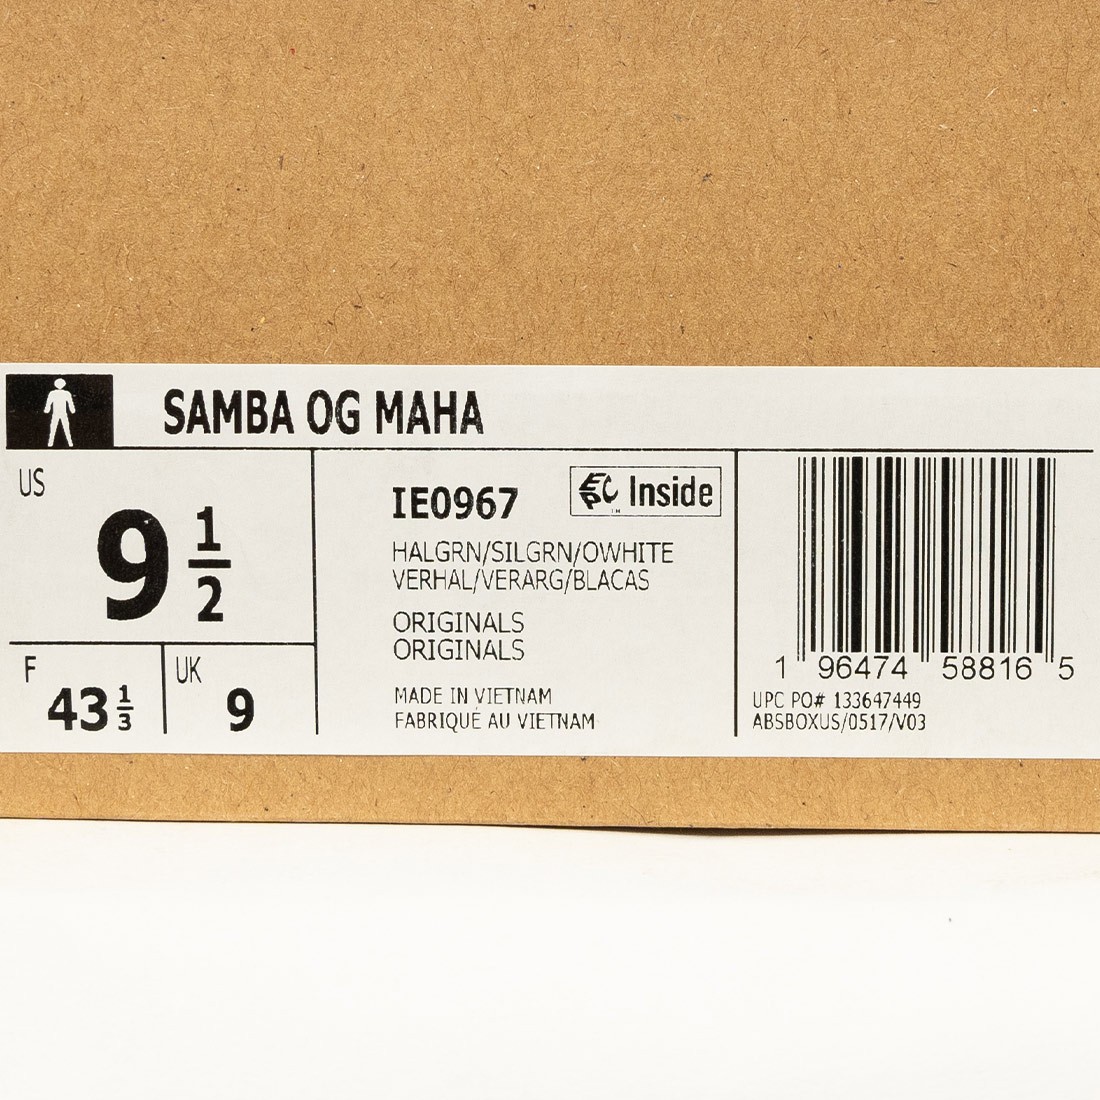 SAMBA OG MAHA
US
9 1/2
F
43 1/3
UK
9
IE0967
EPC Inside
TM
HALGRN/SILGRN/OWHITE
VERHAL/VERARG/BLACAS
ORIGINALS
ORIGINALS
MADE IN VIETNAM
FABRIQUÉ AU VIETNAM
1 96474 58816 5
UPC PO# 133647449
ABSBOXUS/0517/V03